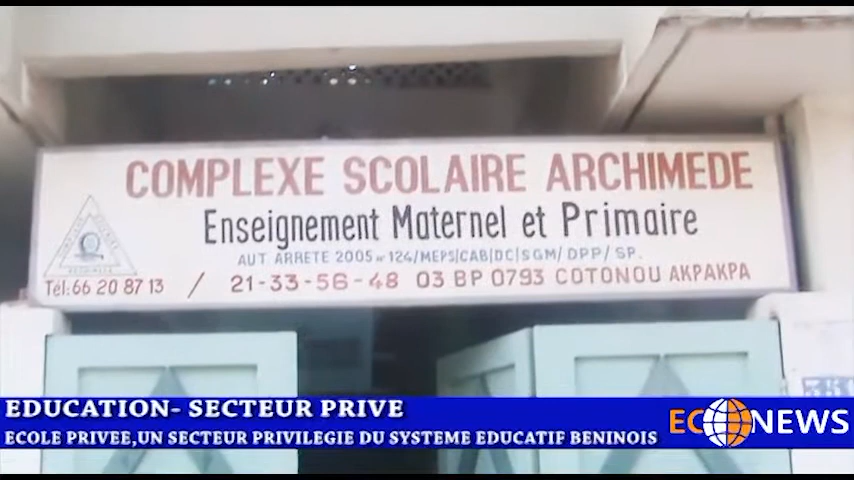 COMPLEXE SCOLAIRE ARCHIMEDE
Enseignement Maternel et Primaire
AUT ARRETE 2005 n° 124/MEPS/CAB/DC/SGM/DPP/SP.
Tél: 66 20 87 13 / 21-33-56-48 03 BP 0793 COTONOU AKPAKPA
EDUCATION- SECTEUR PRIVE
ECOLE PRIVEE,UN SECTEUR PRIVILEGIE DU SYSTEME EDUCATIF BENINOIS
ECONEWS